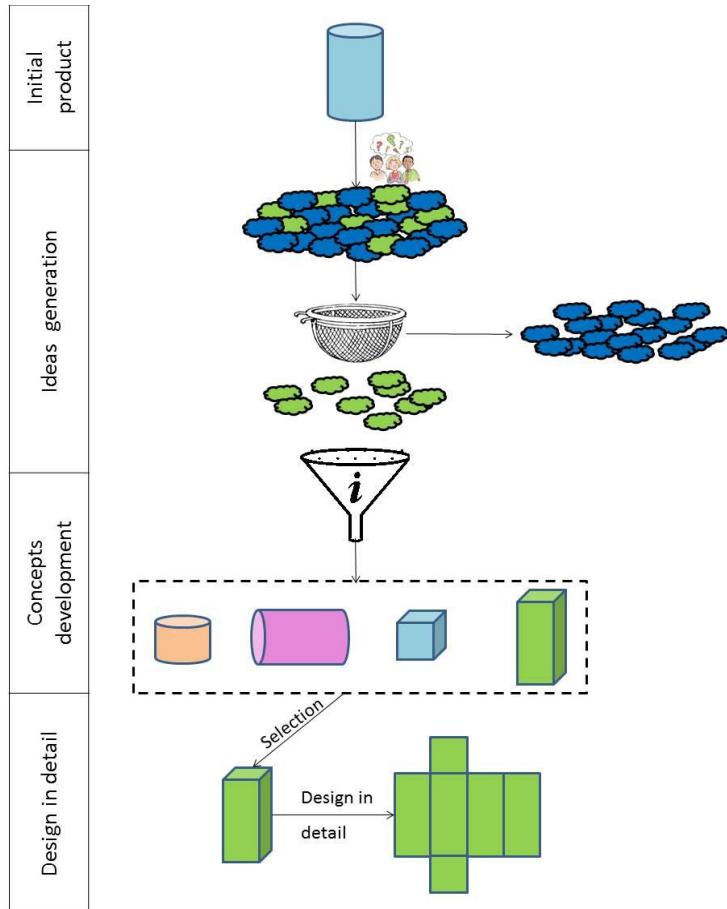 Initial
product
Ideas generation
i
Concepts
development
Selection
Design in detail
Design in
detail